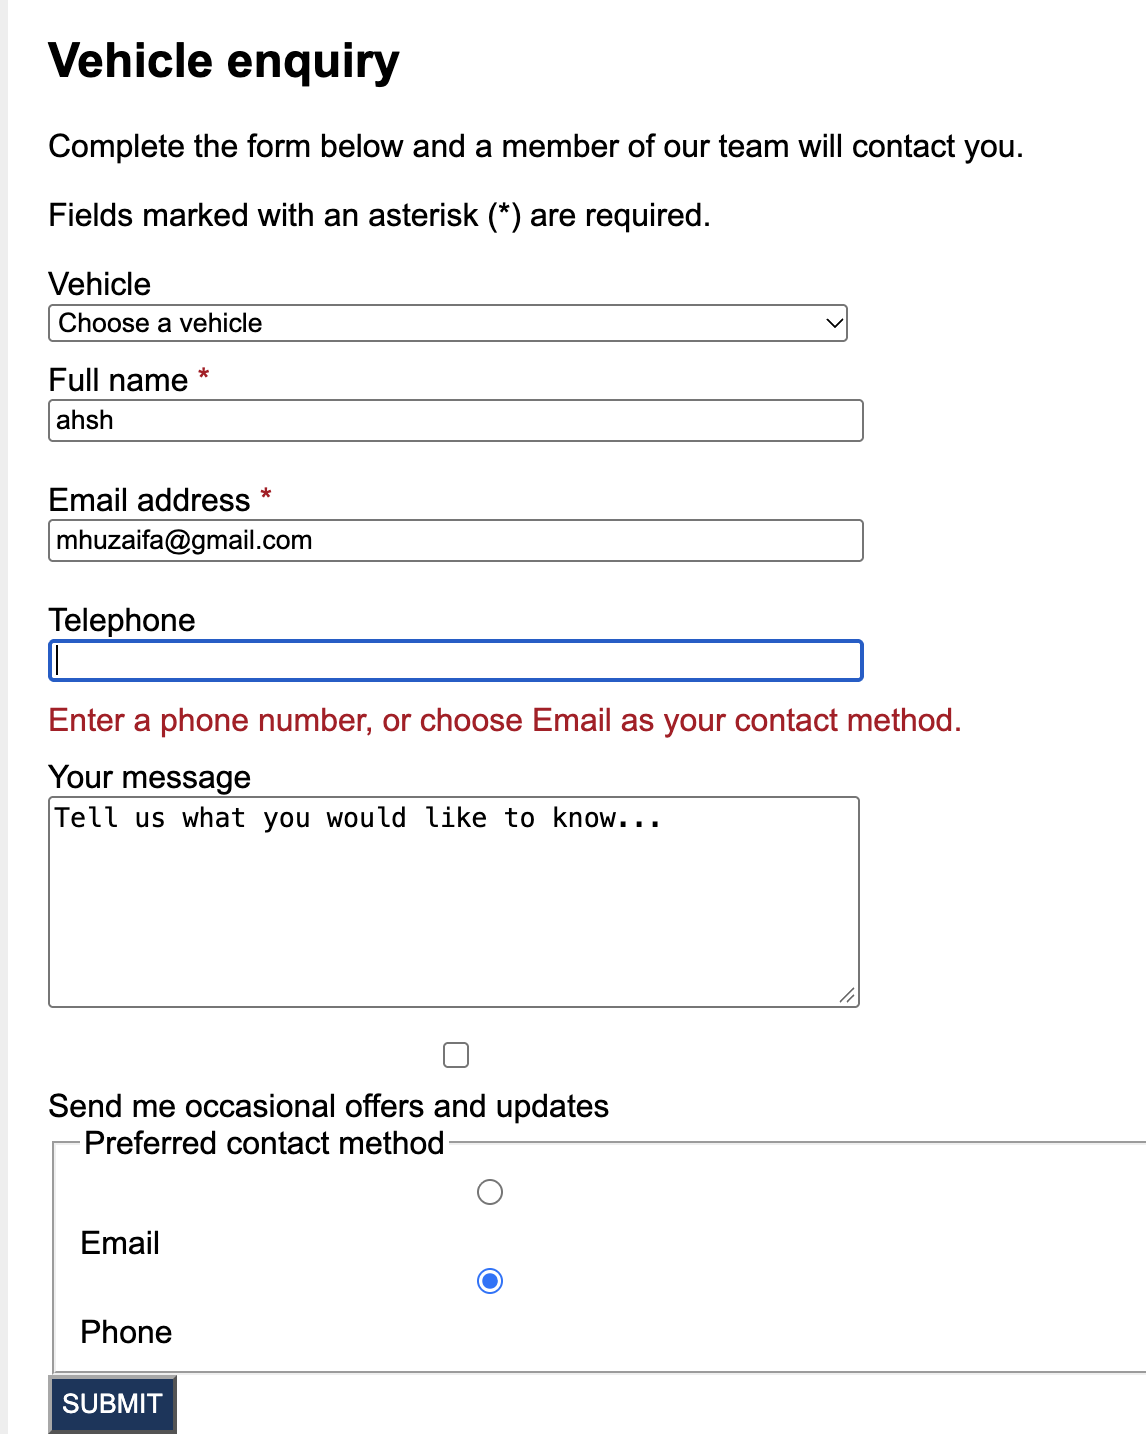 Vehicle enquiry
Complete the form below and a member of our team will contact you.
Fields marked with an asterisk (*) are required.
Vehicle
Choose a vehicle
Full name *
ahsh
Email address *
mhuzaifa@gmail.com
Telephone
Enter a phone number, or choose Email as your contact method.
Your message
Tell us what you would like to know...
Send me occasional offers and updates
Preferred contact method
Email
Phone
SUBMIT